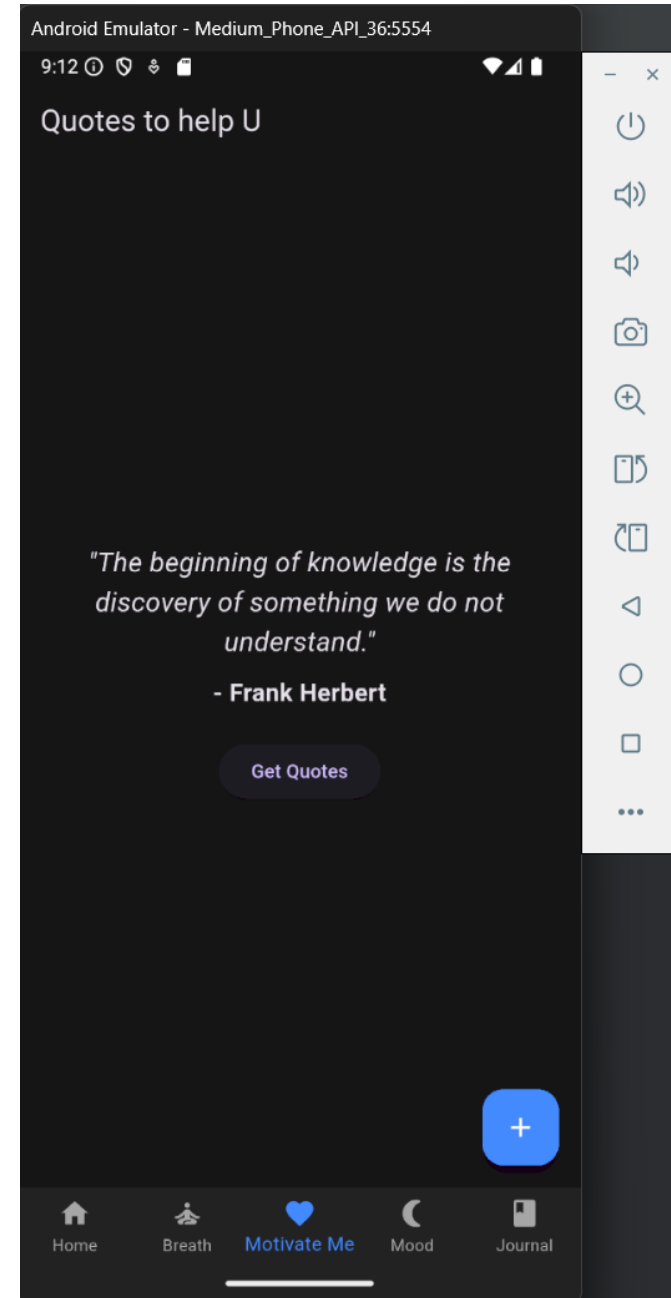 Android Emulator - Medium_Phone_API_36:5554
9:12
Quotes to help U
"The beginning of knowledge is the
discovery of something we do not
understand."
- Frank Herbert
Get Quotes
Home Breath Motivate Me Mood Journal